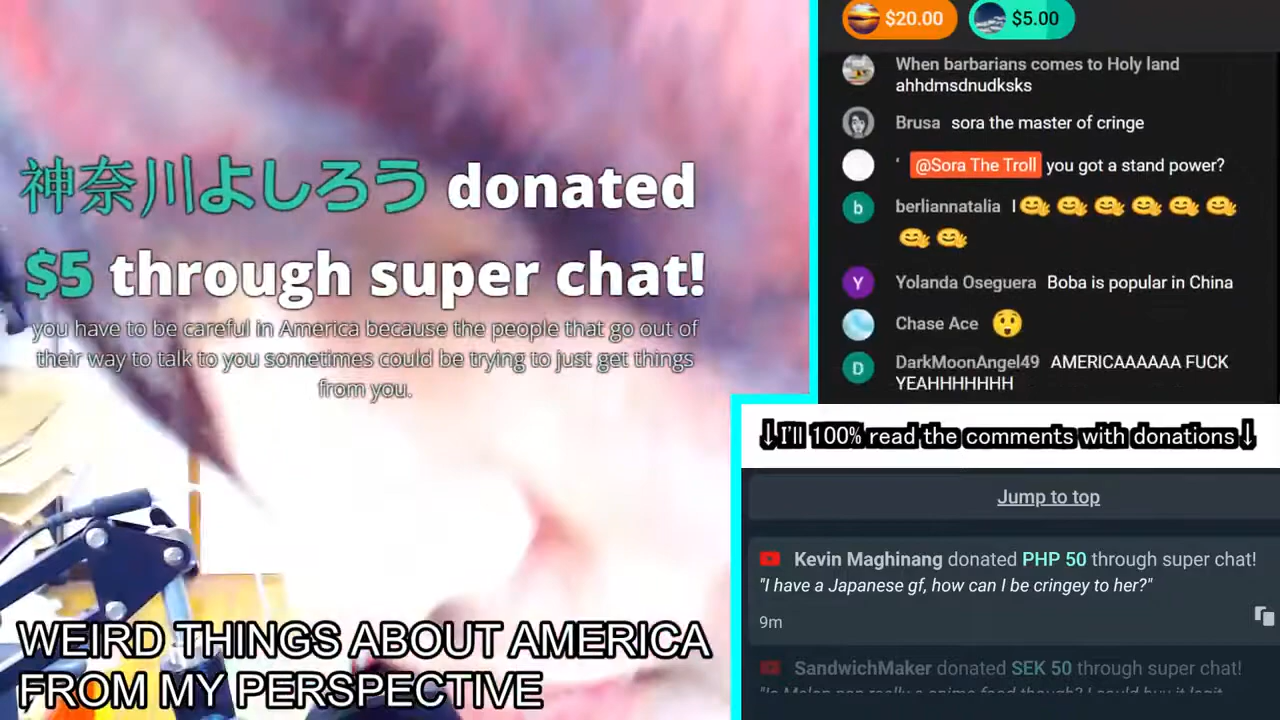 神奈川よしろう donated
$5 through super chat!
you have to be careful in America because the people that go out of
their way to talk to you sometimes could be trying to just get things
from you.
WEIRD THINGS ABOUT AMERICA
FROM MY PERSPECTIVE
$20.00 $5.00
When barbarians comes to Holy land
ahhdmsdnudksks
Brusa sora the master of cringe
' @Sora The Troll you got a stand power?
b berliannatalia I🤗 🤗 🤗 🤗 🤗 🤗
🤗 🤗
Y Yolanda Oseguera Boba is popular in China
Chase Ace 😲
D DarkMoonAngel49 AMERICAAAAAA FUCK
YEAHHHHHHH
↓I'll 100% read the comments with donations↓
Jump to top
Kevin Maghinang donated PHP 50 through super chat!
"I have a Japanese gf, how can I be cringey to her?"
9m
SandwichMaker donated SEK 50 through super chat!